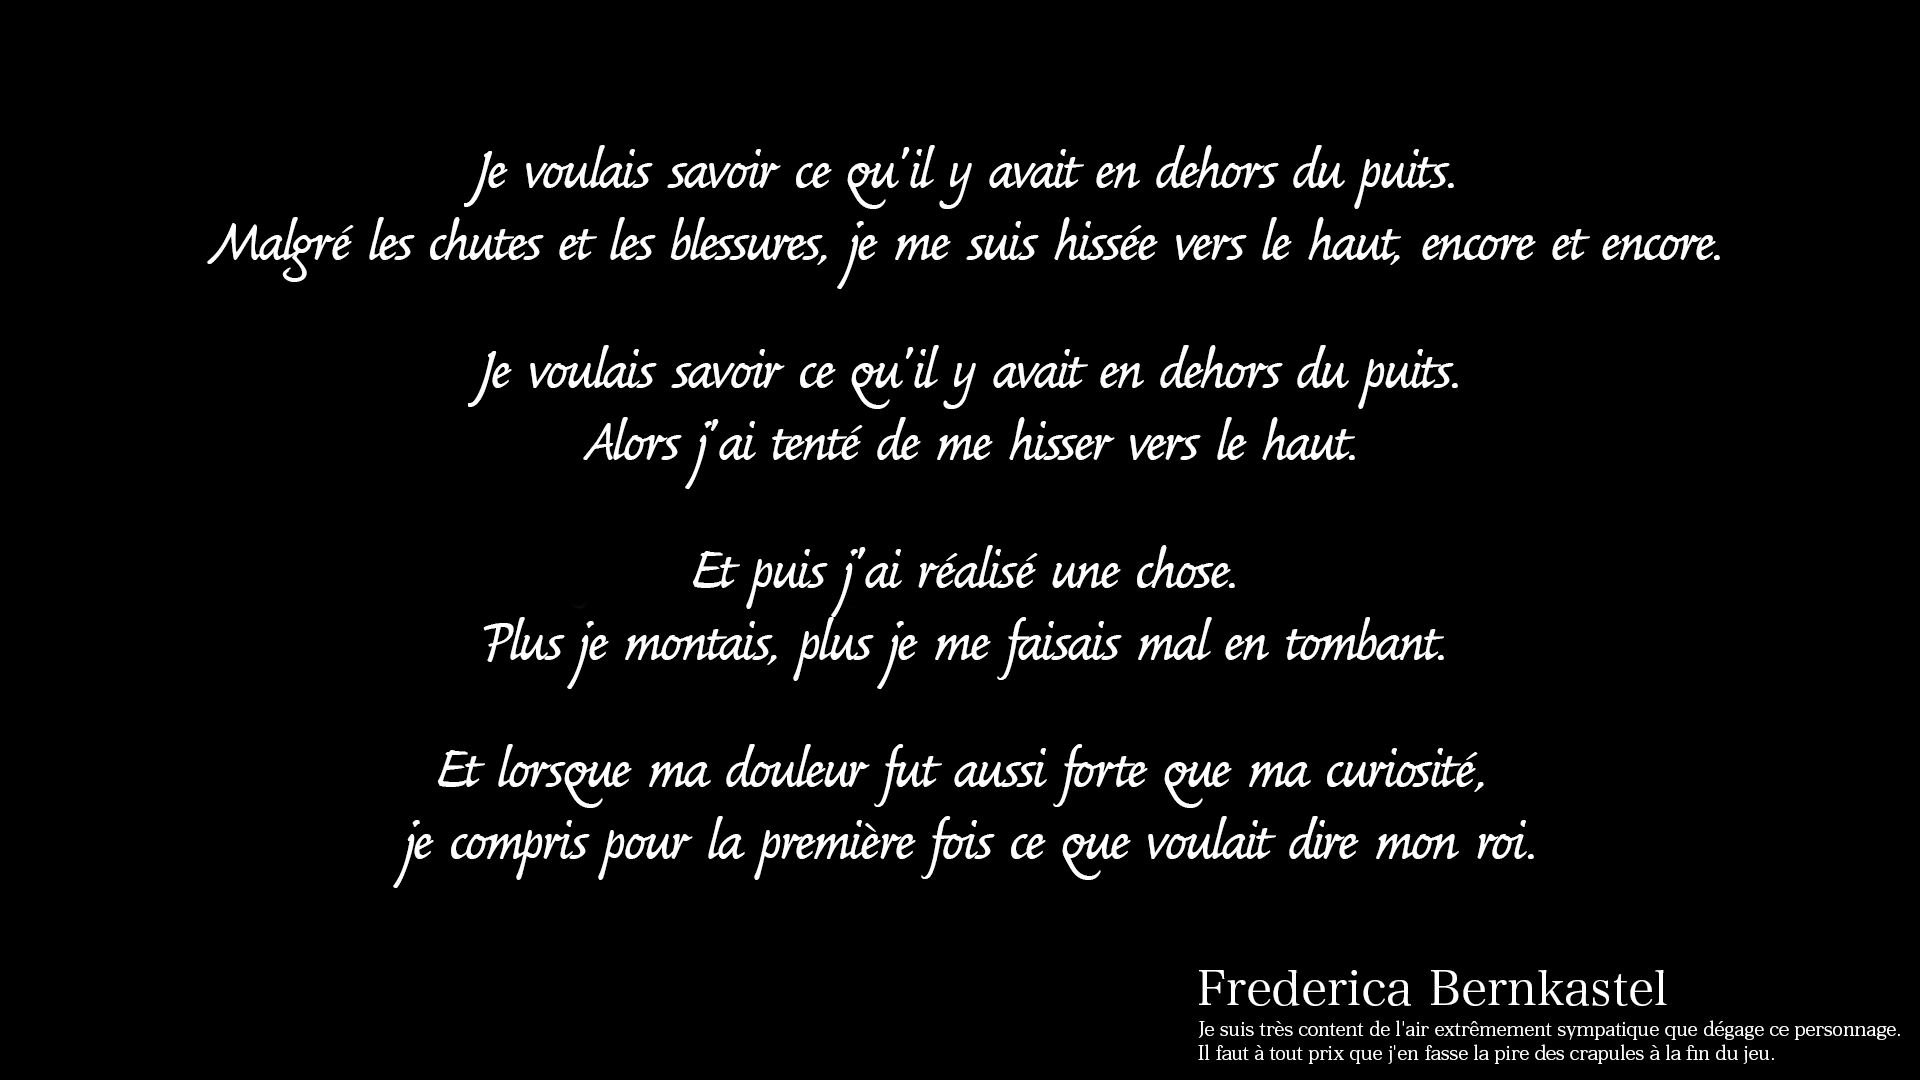 Je voulais savoir ce qu'il y avait en dehors du puits.
Malgré les chutes et les blessures, je me suis hissée vers le haut, encore et encore.
Je voulais savoir ce qu'il y avait en dehors du puits.
Alors j'ai tenté de me hisser vers le haut.
Et puis j'ai réalisé une chose.
Plus je montais, plus je me faisais mal en tombant.
Et lorsque ma douleur fut aussi forte que ma curiosité,
je compris pour la première fois ce que voulait dire mon roi.
Frederica Bernkastel
Je suis très content de l'air extrêmement sympatique que dégage ce personnage.
Il faut à tout prix que j'en fasse la pire des crapules à la fin du jeu.